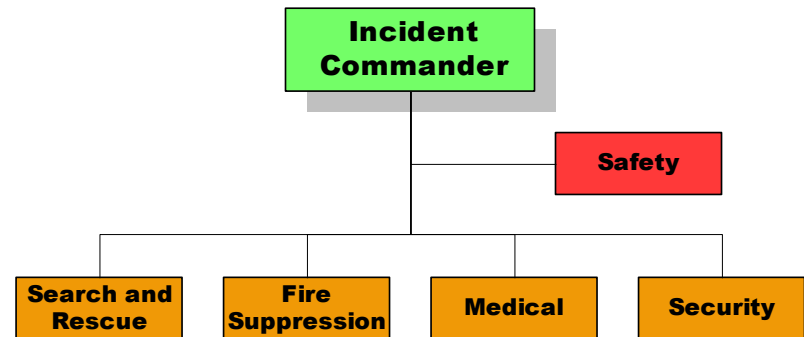 Incident
Commander
Safety
Search and
Rescue
Fire
Suppression
Medical
Security